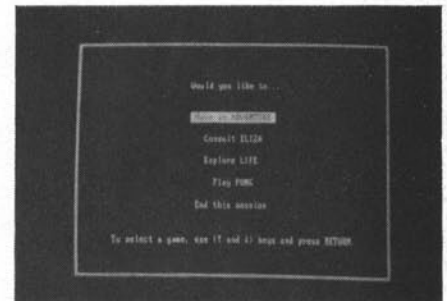 Would you like to...
Have an ADVENTURE
Consult ELIZA
Explore LIFE
Play PONG
End this session
To select a game, use (↑ and ↓) keys and press RETURN